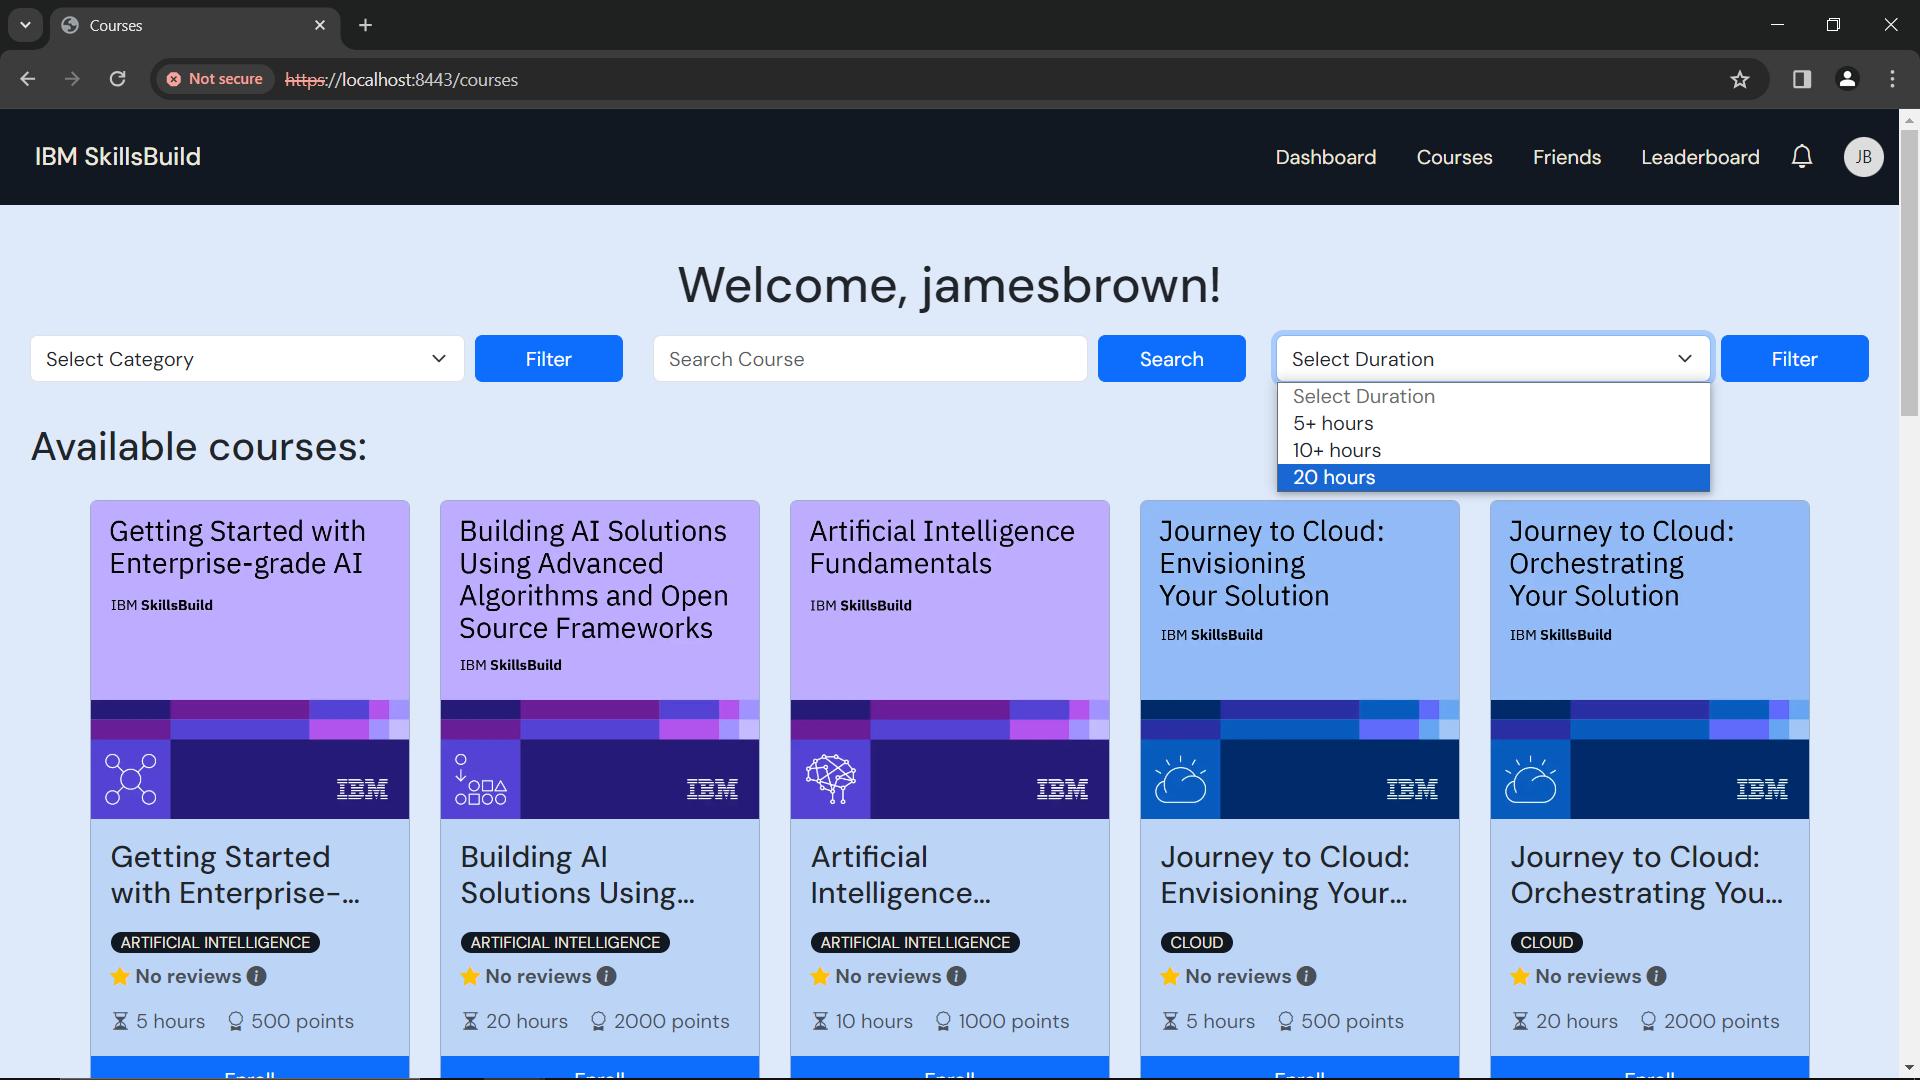 Courses
Not secure https://localhost:8443/courses
IBM SkillsBuild
Dashboard Courses Friends Leaderboard JB
Welcome, jamesbrown!
Select Category Filter Search Course Search Select Duration Filter
Select Duration
5+ hours
10+ hours
20 hours
Available courses:
Getting Started with
Enterprise-grade AI
IBM SkillsBuild
IBM
Getting Started
with Enterprise-...
ARTIFICIAL INTELLIGENCE
No reviews
5 hours 500 points
Enroll
Building AI Solutions
Using Advanced
Algorithms and Open
Source Frameworks
IBM SkillsBuild
IBM
Building AI
Solutions Using...
ARTIFICIAL INTELLIGENCE
No reviews
20 hours 2000 points
Enroll
Artificial Intelligence
Fundamentals
IBM SkillsBuild
IBM
Artificial
Intelligence...
ARTIFICIAL INTELLIGENCE
No reviews
10 hours 1000 points
Enroll
Journey to Cloud:
Envisioning
Your Solution
IBM SkillsBuild
IBM
Journey to Cloud:
Envisioning Your...
CLOUD
No reviews
5 hours 500 points
Enroll
Journey to Cloud:
Orchestrating
Your Solution
IBM SkillsBuild
IBM
Journey to Cloud:
Orchestrating You...
CLOUD
No reviews
20 hours 2000 points
Enroll